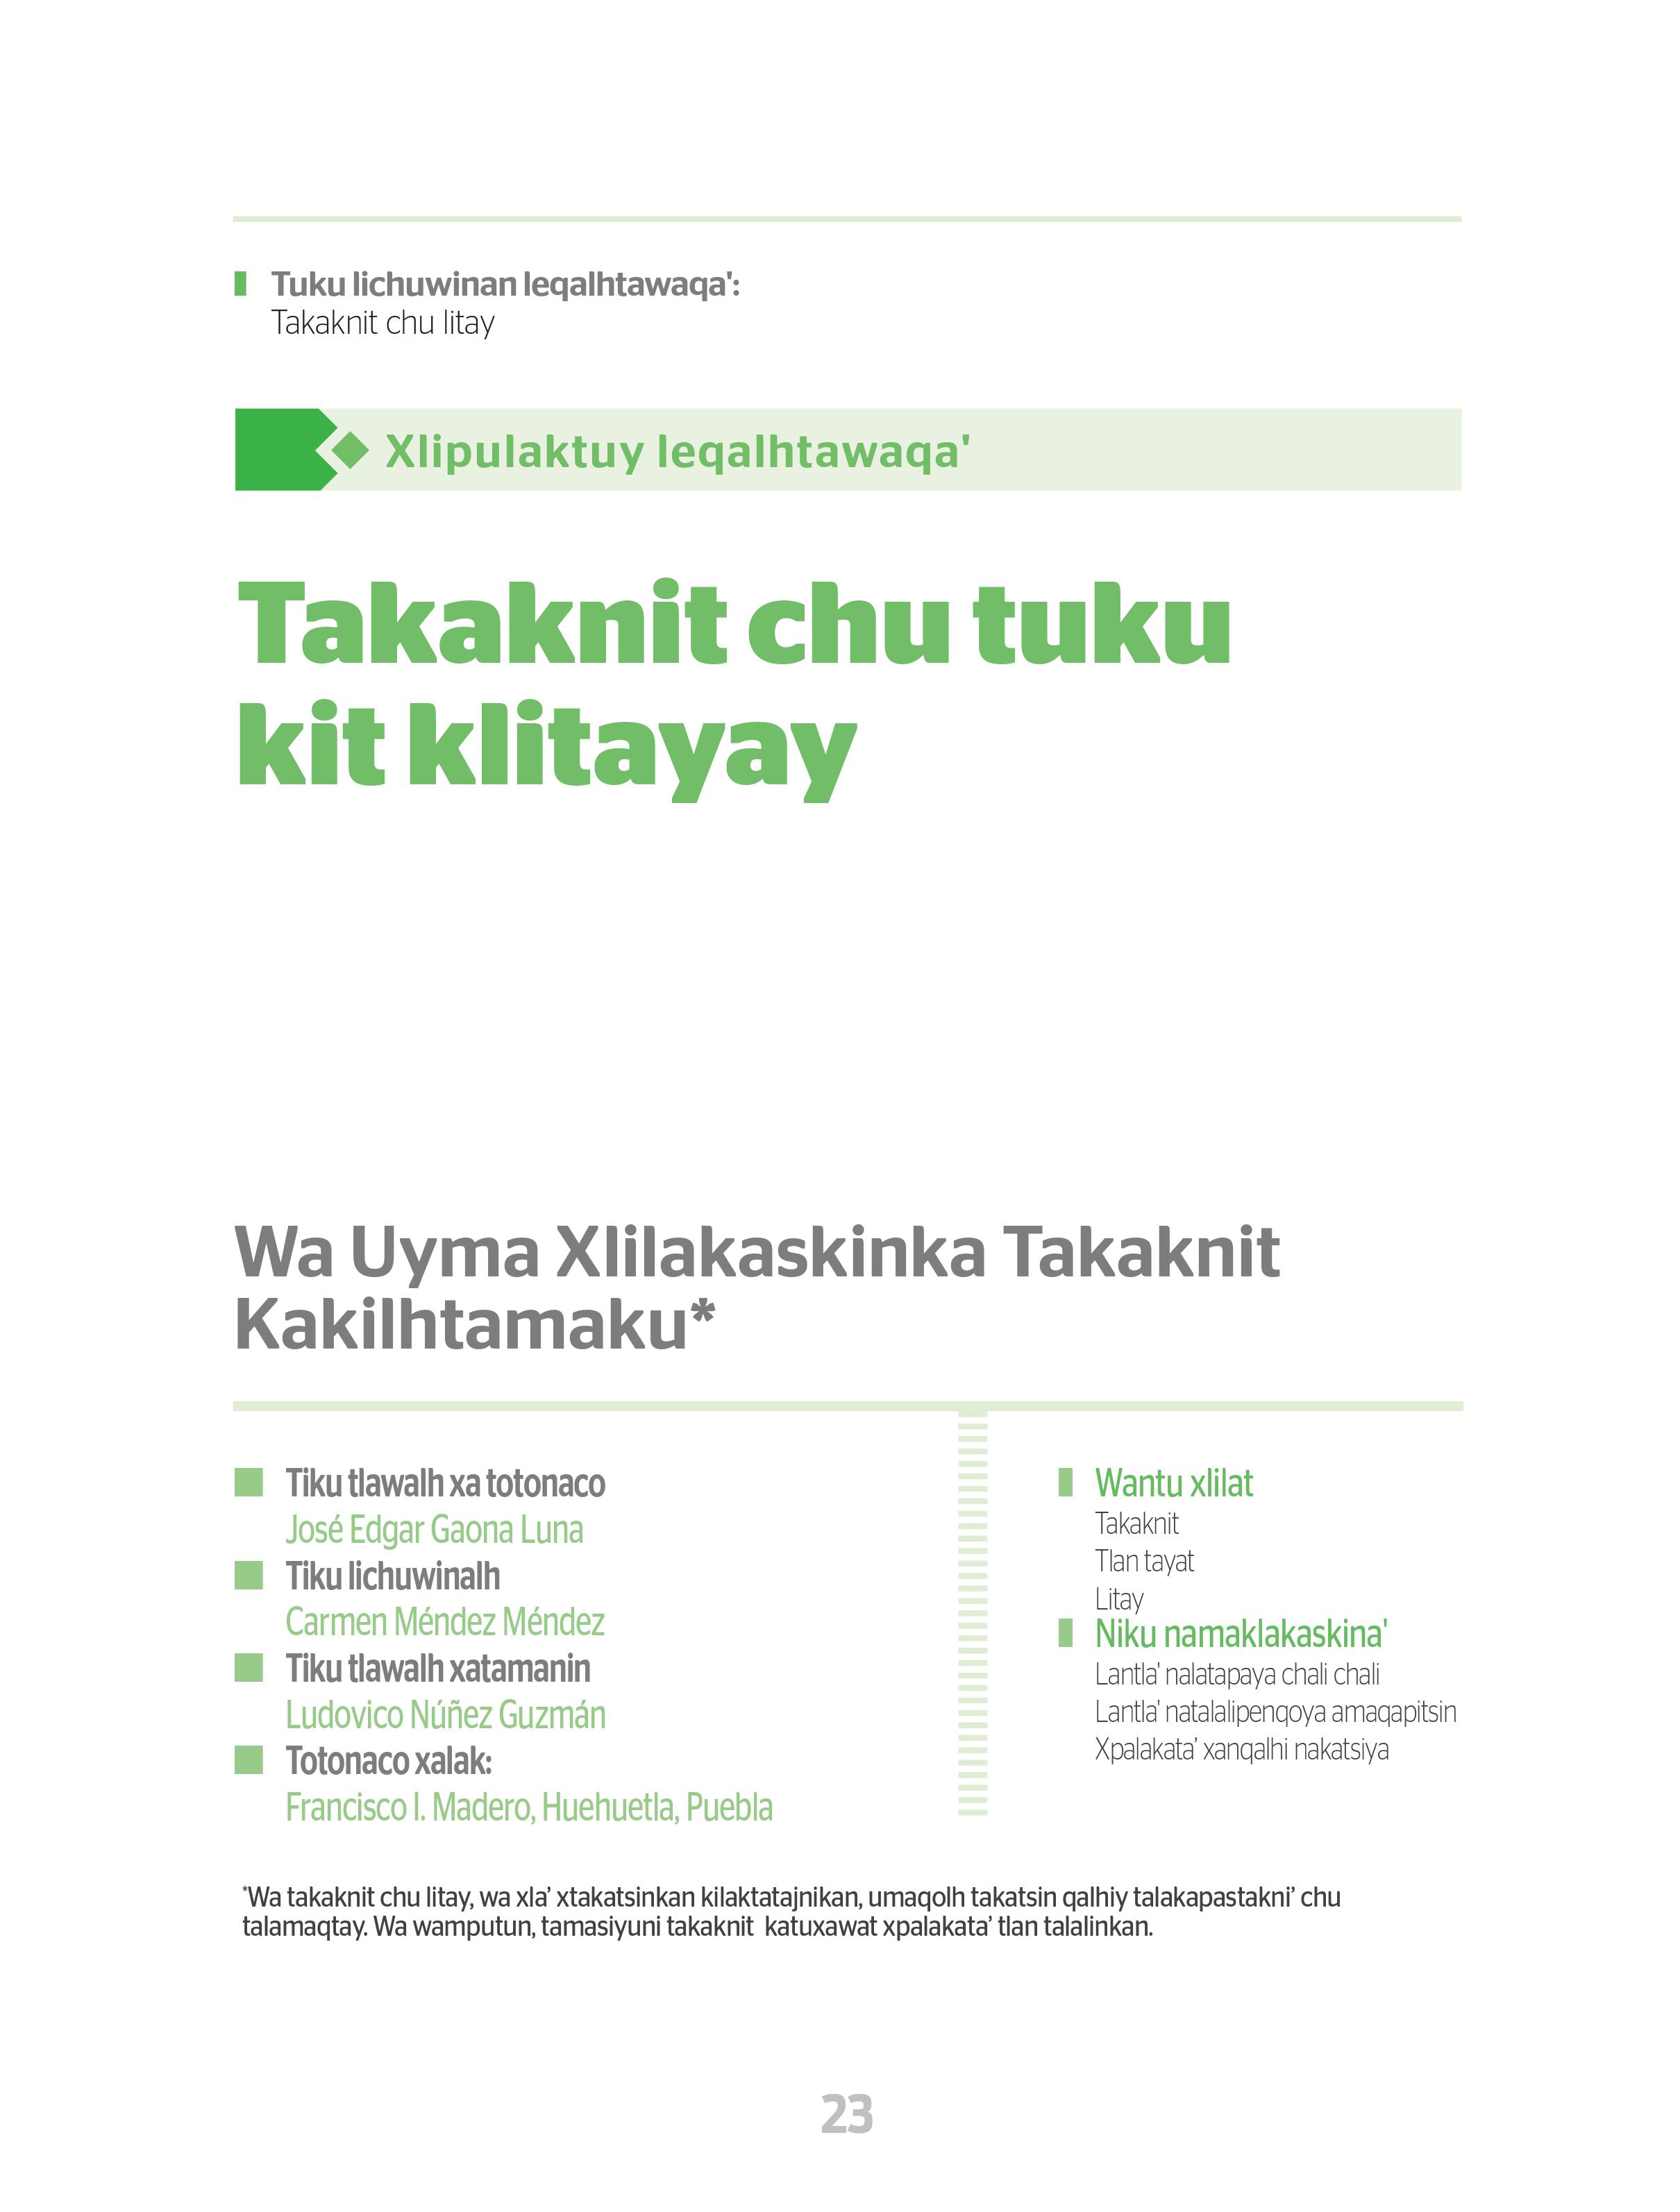 Tuku lichuwinan leqalhtawaqa':
Takaknit chu litay
Xlipulaktuy leqalhtawaqa'
Takaknit chu tuku
kit klitayay
Wa Uyma Xlilakaskinka Takaknit
Kakilhtamaku*
Tiku tlawalh xa totonaco
José Edgar Gaona Luna
Tiku lichuwinalh
Carmen Méndez Méndez
Tiku tlawalh xatamanin
Ludovico Núñez Guzmán
Totonaco xalak:
Francisco I. Madero, Huehuetla, Puebla
Wantu xlilat
Takaknit
Tlan tayat
Litay
Niku namaklakaskina'
Lantla' nalatapaya chali chali
Lantla' natalalipenqoya amaqapitsin
Xpalakata’ xanqalhi nakatsiya
*Wa takaknit chu litay, wa xla’ xtakatsinkan kilaktatajnikan, umaqolh takatsin qalhiy talakapastakni’ chu
talamaqtay. Wa wamputun, tamasiyuni takaknit katuxawat xpalakata’ tlan talalinkan.
23